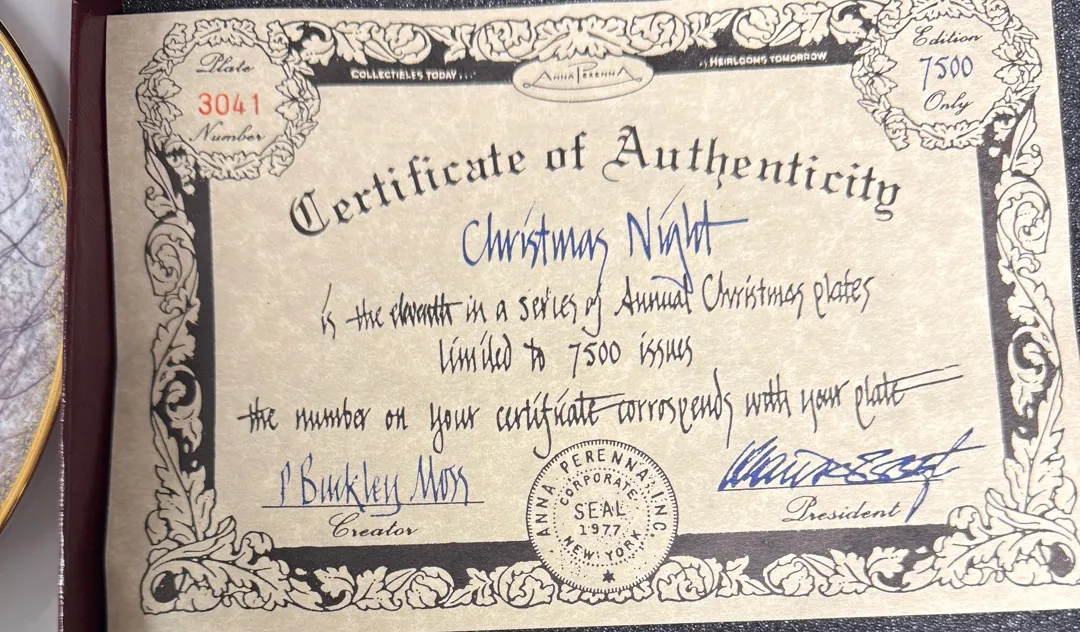 Plate
3041
Number
COLLECTIBLES TODAY...
ANNA PERENNA
...HEIRLOOMS TOMORROW
Edition
7500
Only
Certificate of Authenticity
Christmas Night
is the eleventh in a series of Annual Christmas plates
limited to 7500 issues
the number on your certificate corrospends with your plate
P Buckley Moss
Creator
ANNA PERENNA, INC.
CORPORATE
SEAL
1977
NEW YORK
President